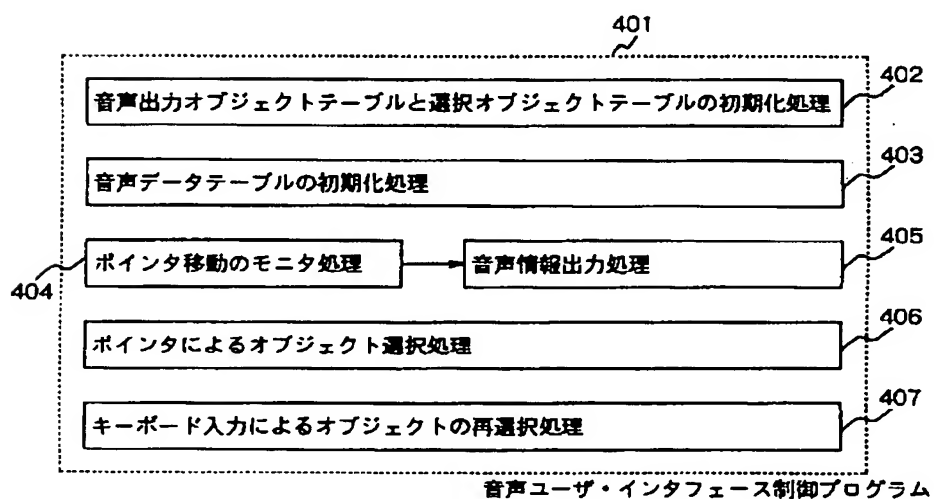 401
音声出力オブジェクトテーブルと選択オブジェクトテーブルの初期化処理
402
音声データテーブルの初期化処理
403
ポインタ移動のモニタ処理
404
音声情報出力処理
405
ポインタによるオブジェクト選択処理
406
キーボード入力によるオブジェクトの再選択処理
407
音声ユーザ・インタフェース制御プログラム